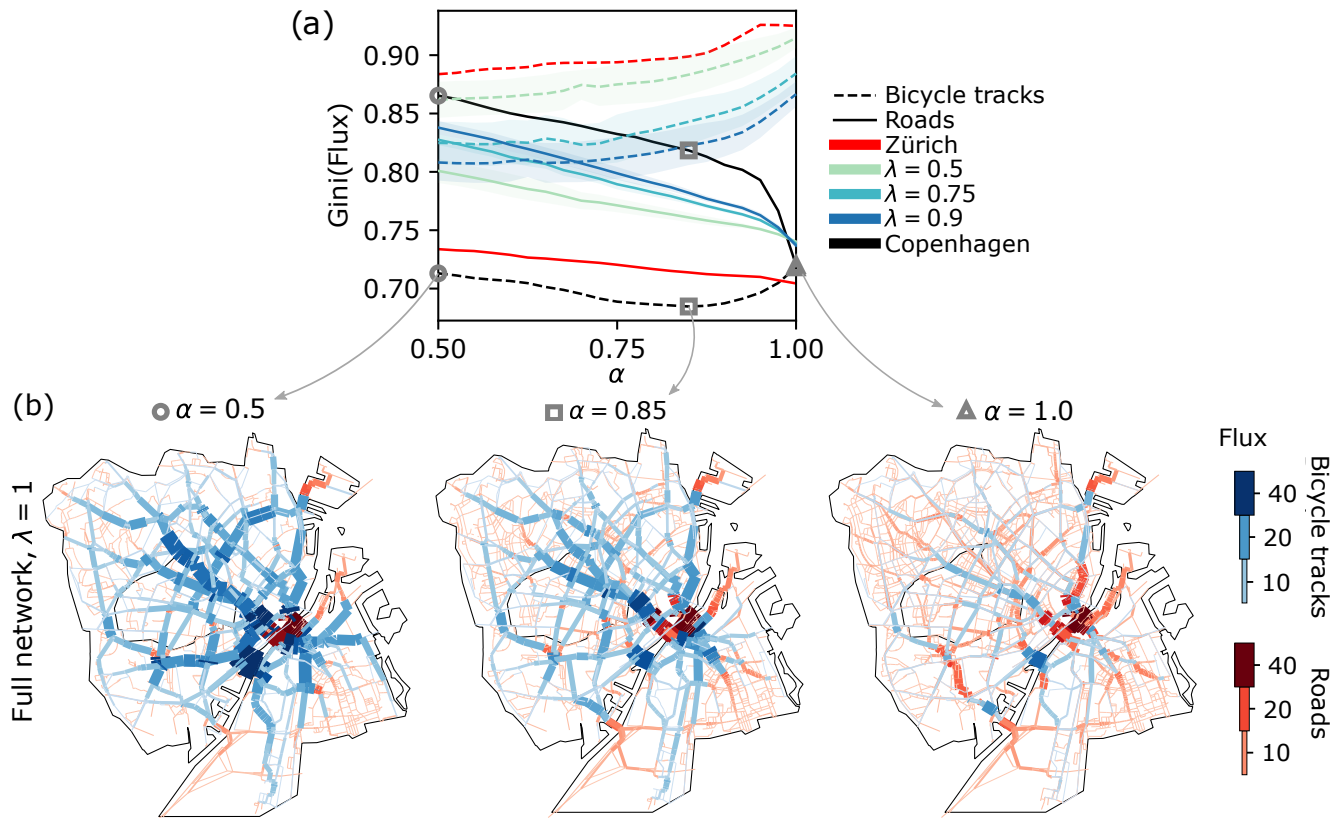 (a)
Gini(Flux)
0.90
0.85
0.80
0.75
0.70
0.50
0.75
1.00
α
Bicycle tracks
Roads
Zürich
λ = 0.5
λ = 0.75
λ = 0.9
Copenhagen
(b)
α = 0.5
α = 0.85
α = 1.0
Full network, λ = 1
Flux
40
20
10
Bicycle tracks
40
20
10
Roads